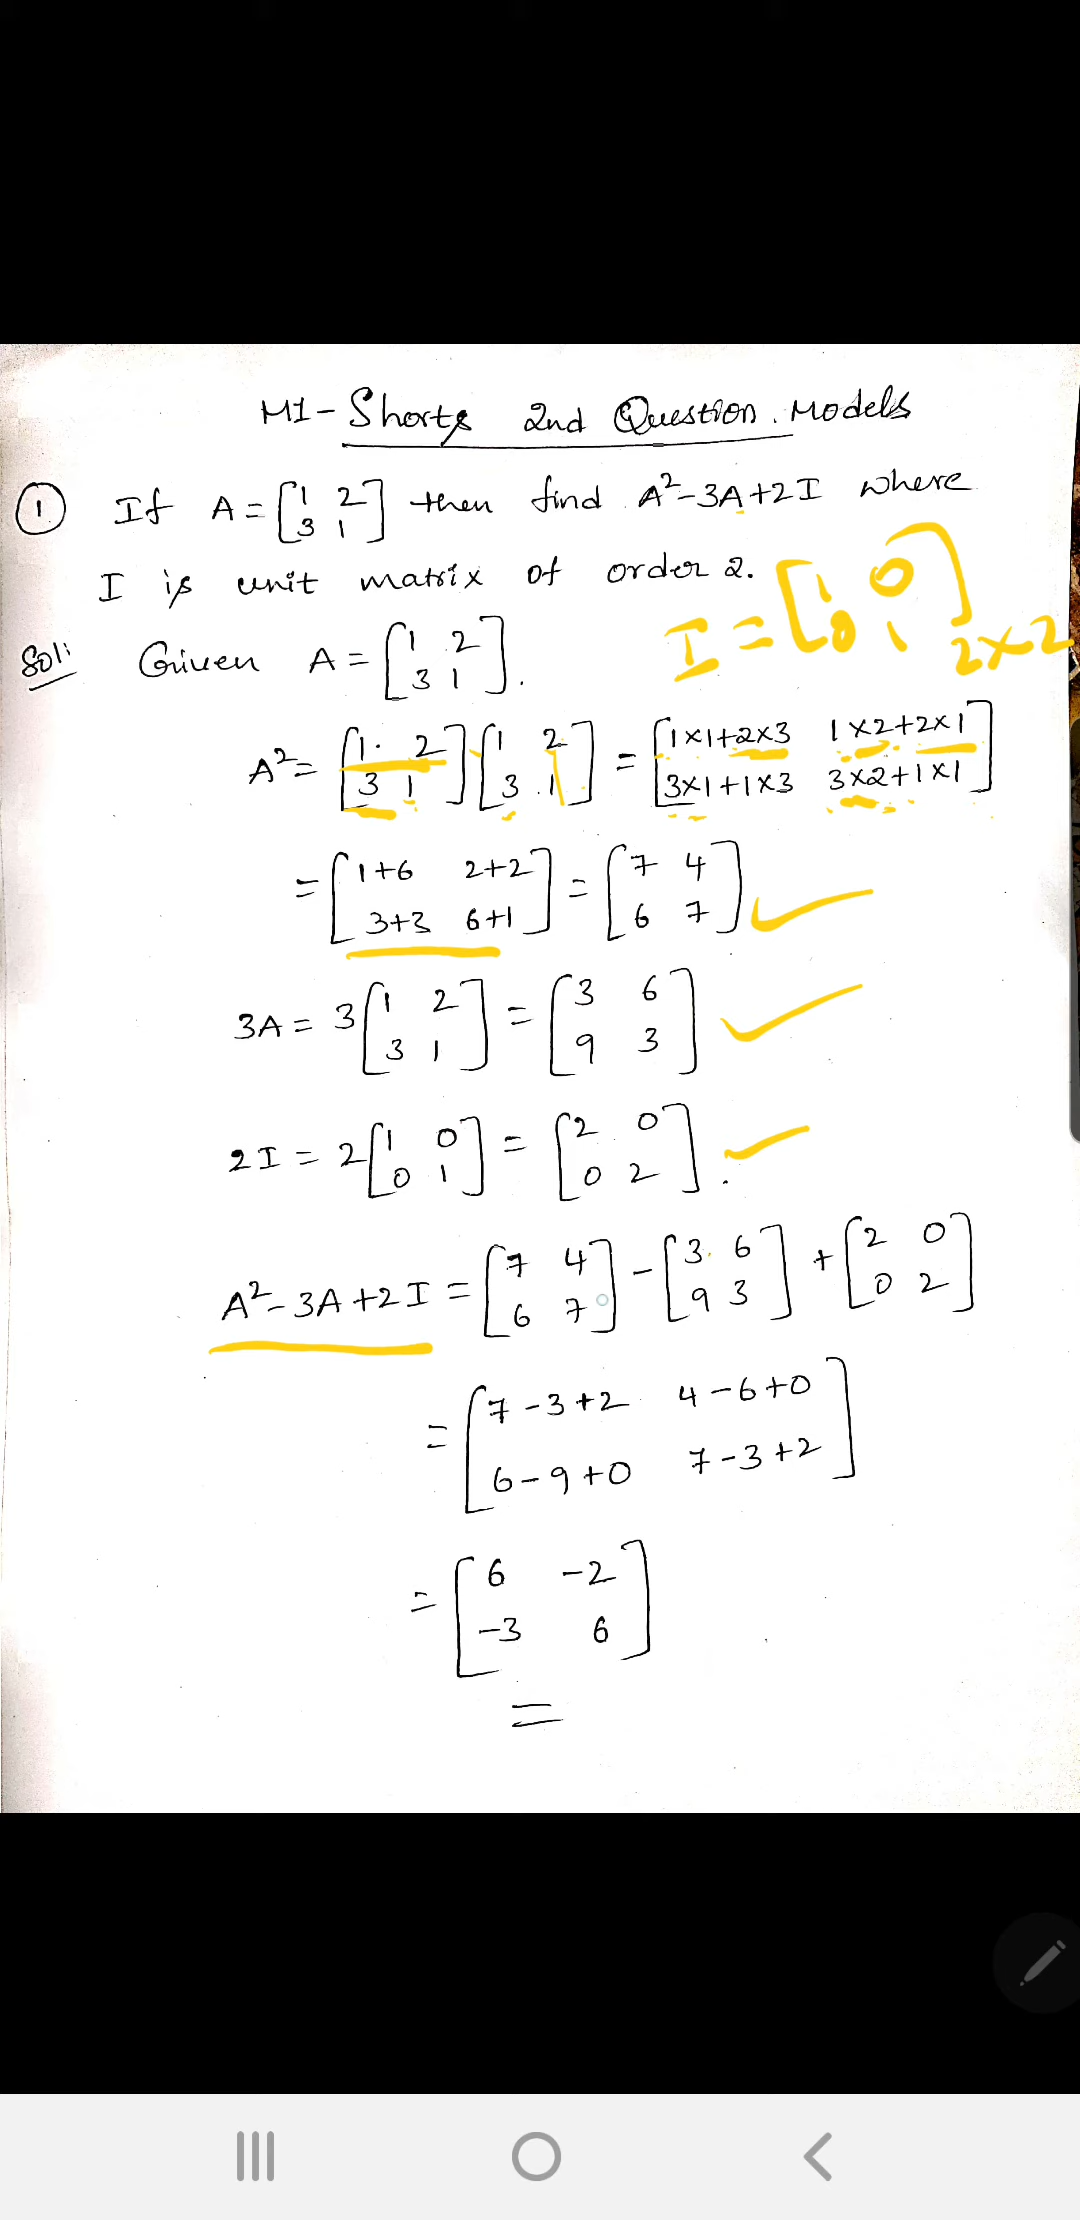 M1-Shorts 2nd Question. Models
① If A = [1 2 3 1] then find A²-3A+2I where
I is unit matrix of order 2.
I = [1 0 0 1] 2×2
Sol: Given A = [1 2 3 1].
A² = [1. 2 3 1] [1 2 3 1] = [1×1+2×3 1×2+2×1 3×1+1×3 3×2+1×1]
= [1+6 2+2 3+3 6+1] = [7 4 6 7]
3A = 3 [1 2 3 1] = [3 6 9 3]
2I = 2 [1 0 0 1] = [2 0 0 2].
A²-3A+2I = [7 4 6 7] - [3 6 9 3] + [2 0 0 2]
= [7-3+2 4-6+0 6-9+0 7-3+2]
= [6 -2 -3 6]